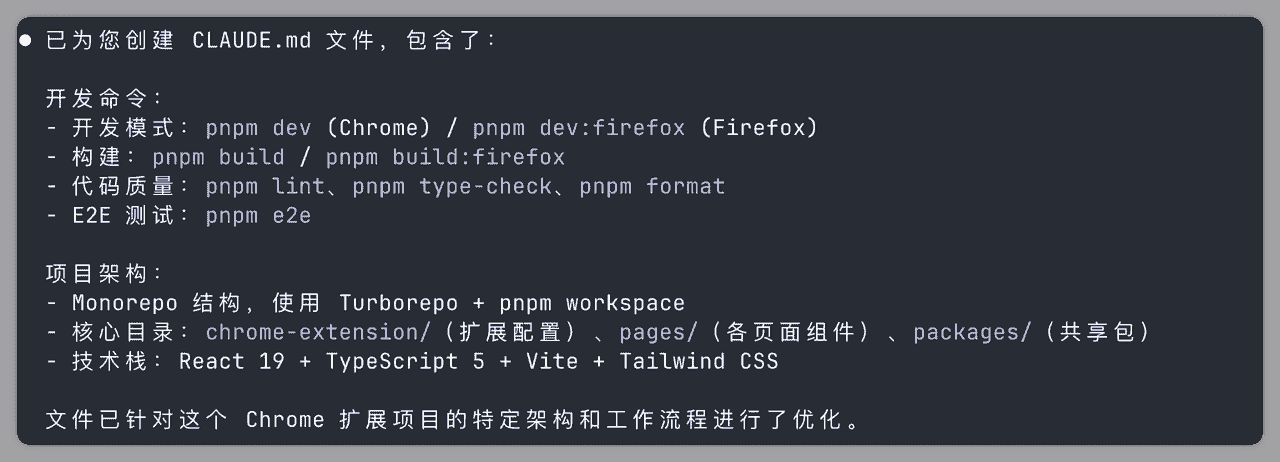 已为您创建 CLAUDE.md 文件，包含了：
开发命令：
- 开发模式：pnpm dev (Chrome) / pnpm dev:firefox (Firefox)
- 构建：pnpm build / pnpm build:firefox
- 代码质量：pnpm lint、pnpm type-check、pnpm format
- E2E 测试：pnpm e2e
项目架构：
- Monorepo 结构，使用 Turborepo + pnpm workspace
- 核心目录：chrome-extension/（扩展配置）、pages/（各页面组件）、packages/（共享包）
- 技术栈：React 19 + TypeScript 5 + Vite + Tailwind CSS
文件已针对这个 Chrome 扩展项目的特定架构和工作流程进行了优化。